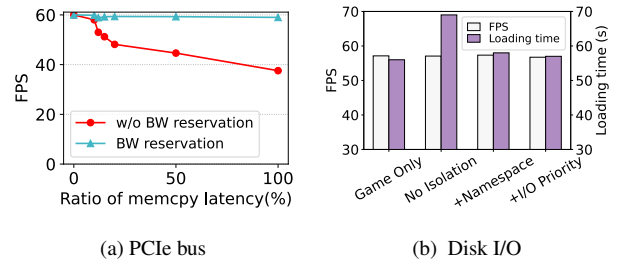 60
40
20
0
FPS
w/o BW reservation
BW reservation
0
50
100
Ratio of memcpy latency(%)
(a) PCIe bus
70
60
50
40
30
FPS
FPS
Loading time
70
60
50
40
30
Loading time (s)
Game Only
No Isolation
+Namespace
+I/O Priority
(b) Disk I/O